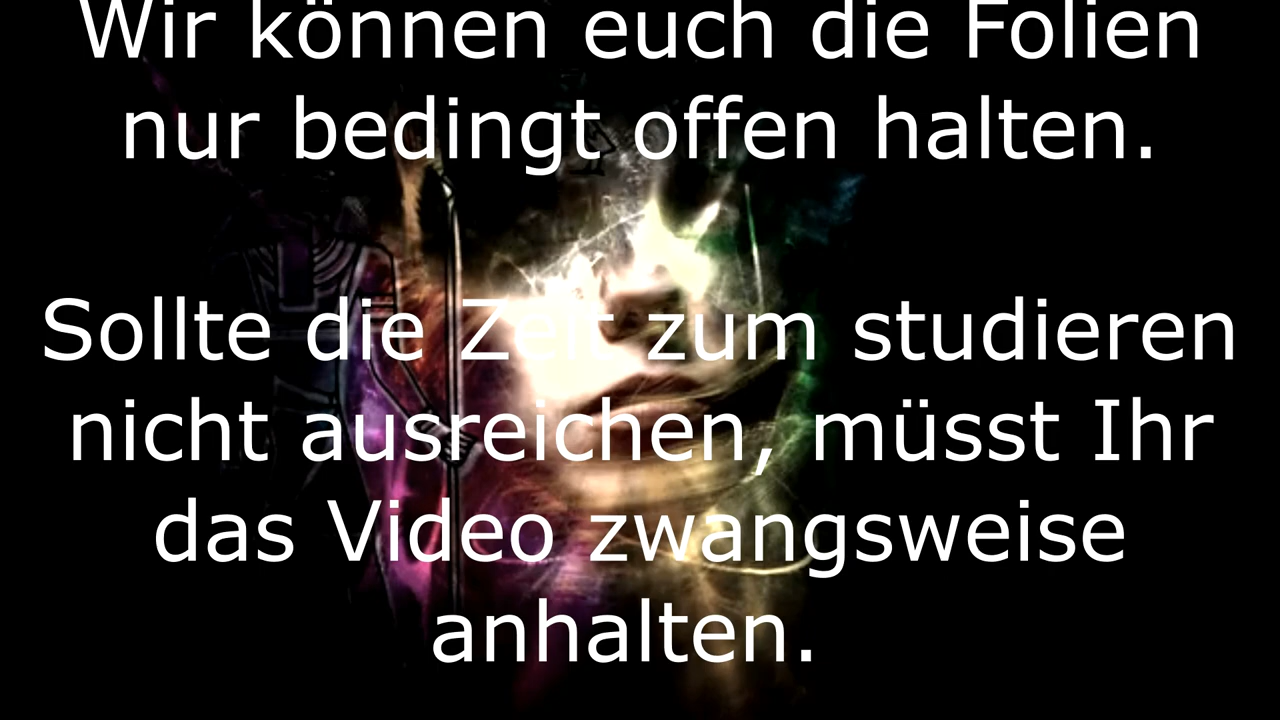 Wir können euch die Folien
nur bedingt offen halten.
Sollte die Zeit zum studieren
nicht ausreichen, müsst Ihr
das Video zwangsweise
anhalten.